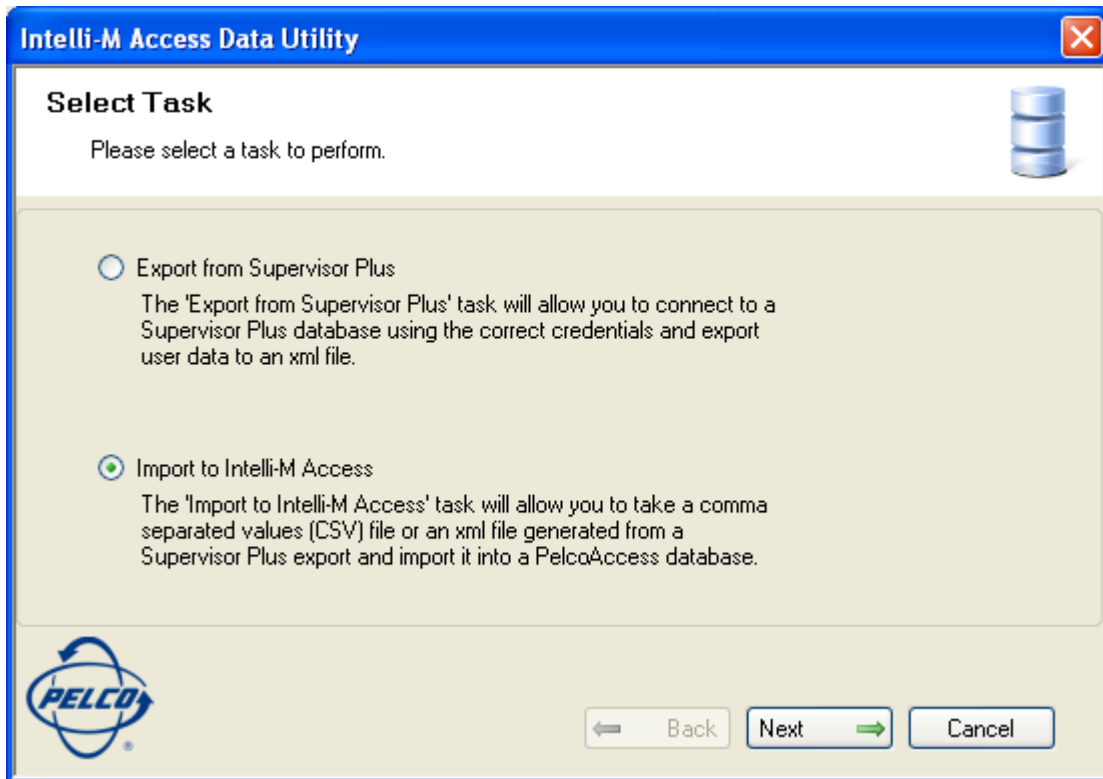 Intelli-M Access Data Utility
Select Task
Please select a task to perform.
Export from Supervisor Plus
The 'Export from Supervisor Plus' task will allow you to connect to a
Supervisor Plus database using the correct credentials and export
user data to an xml file.
Import to Intelli-M Access
The 'Import to Intelli-M Access' task will allow you to take a comma
separated values (CSV) file or an xml file generated from a
Supervisor Plus export and import it into a PelcoAccess database.
PELCO
®
Back
Next
Cancel